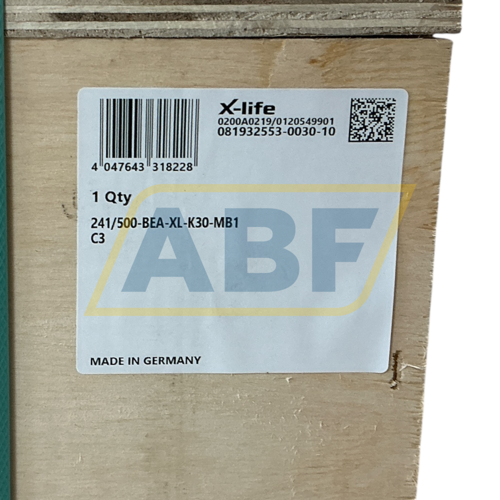 X-life
0200A0219/0120549901
081932553-0030-10
4 047643 318228
1 Qty
241/500-BEA-XL-K30-MB1
C3
ABF
MADE IN GERMANY